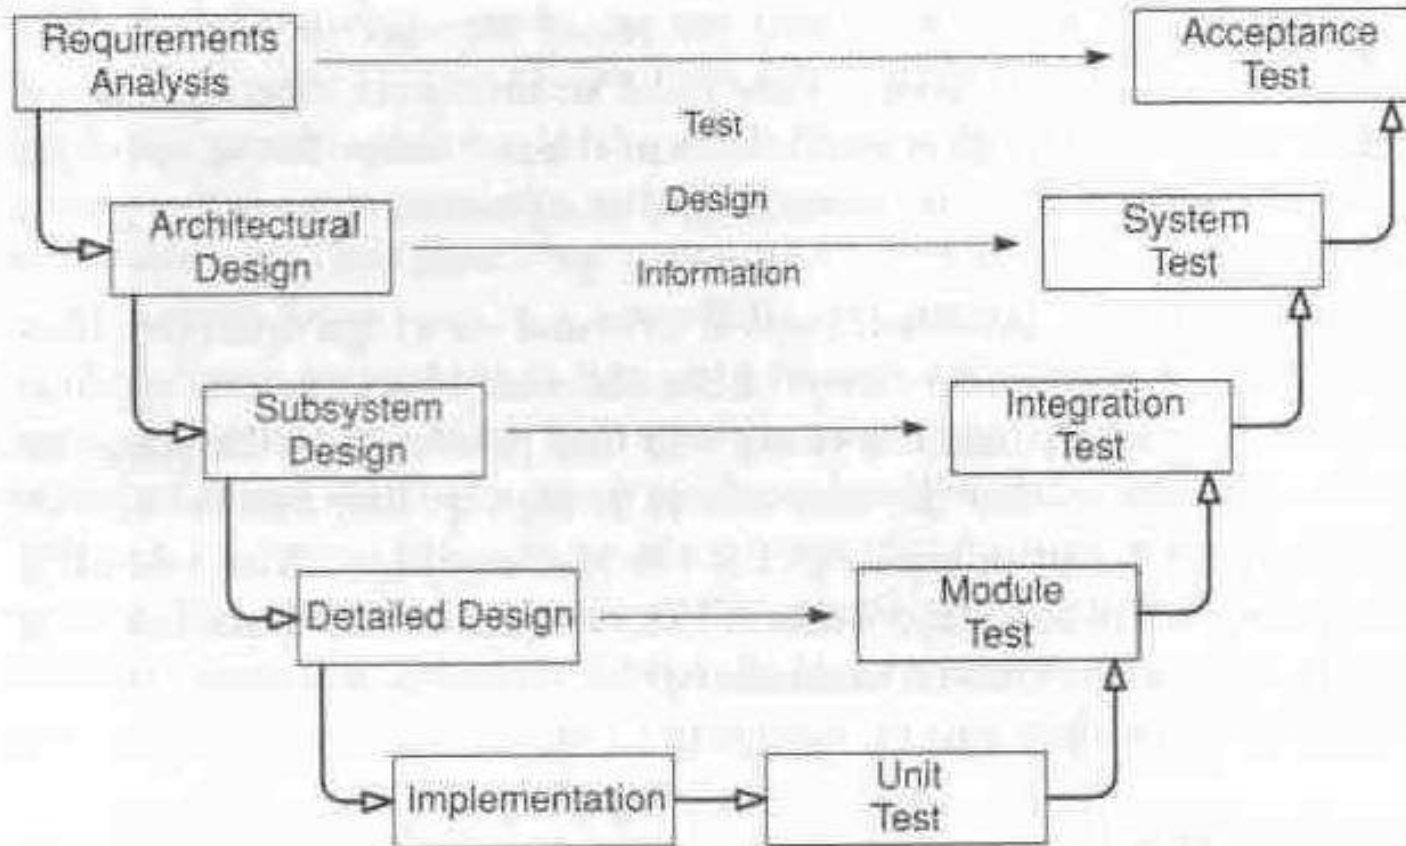 Requirements
Analysis
Acceptance
Test
Test
Architectural
Design
Design
Information
System
Test
Subsystem
Design
Integration
Test
Detailed Design
Module
Test
Implementation
Unit
Test